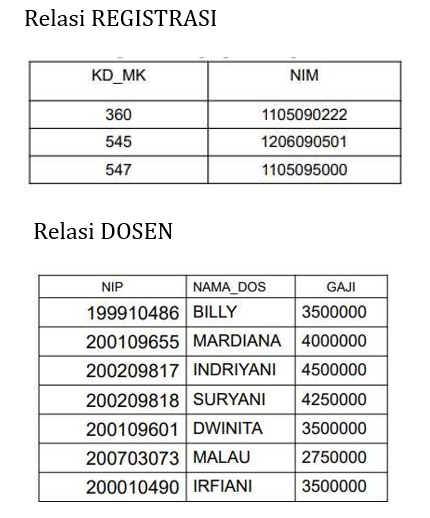 Relasi REGISTRASI
KD_MK NIM
360 1105090222
545 1206090501
547 1105095000
Relasi DOSEN
NIP NAMA_DOS GAJI
199910486 BILLY 3500000
200109655 MARDIANA 4000000
200209817 INDRIYANI 4500000
200209818 SURYANI 4250000
200109601 DWINITA 3500000
200703073 MALAU 2750000
200010490 IRFIANI 3500000